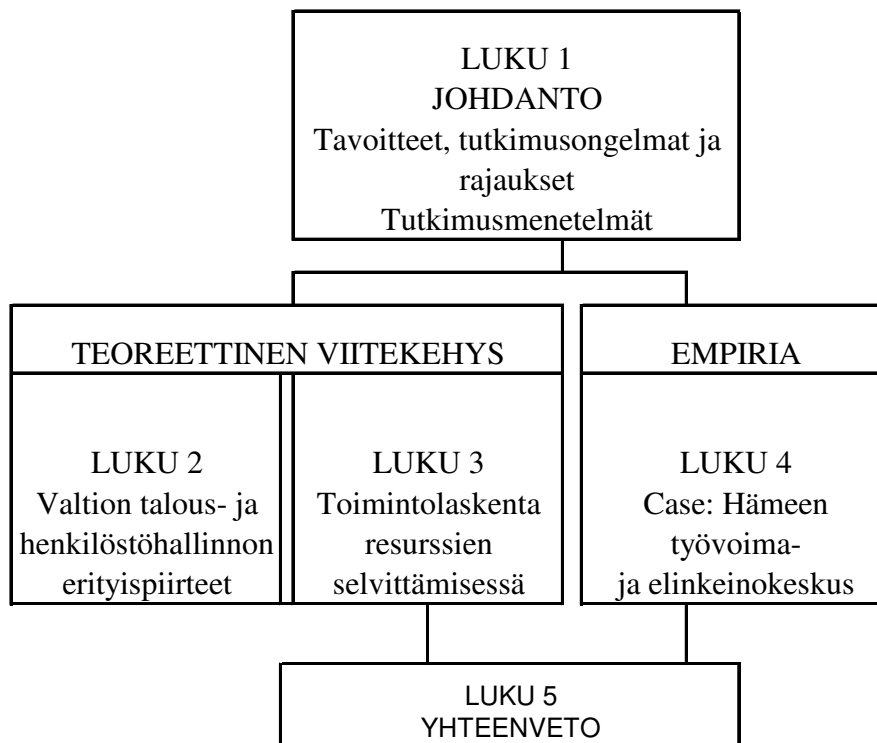 LUKU 1
JOHDANTO
Tavoitteet, tutkimusongelmat ja
rajaukset
Tutkimusmenetelmät
TEOREETTINEN VIITEKEHYS
EMPIRIA
LUKU 2
Valtion talous- ja
henkilöstöhallinnon
erityispiirteet
LUKU 3
Toimintolaskenta
resurssien
selvittämisessä
LUKU 4
Case: Hämeen
työvoima-
ja elinkeinokeskus
LUKU 5
YHTEENVETO